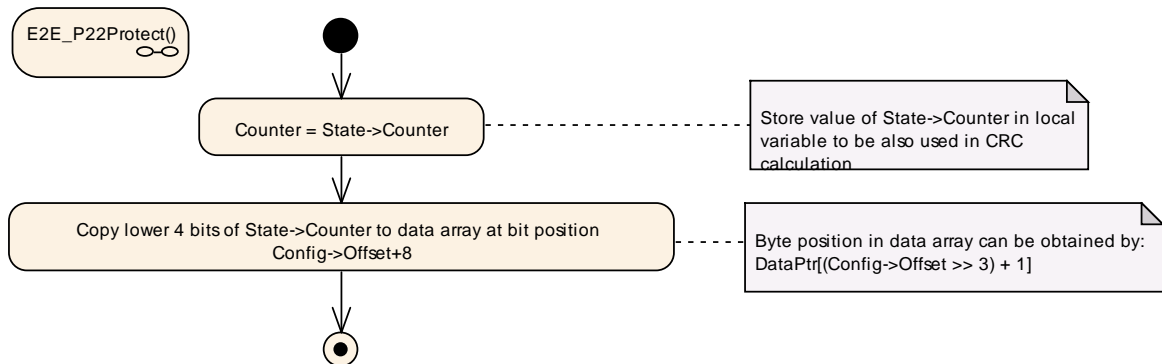 E2E_P22Protect()
Counter = State->Counter
Store value of State->Counter in local
variable to be also used in CRC
calculation
Copy lower 4 bits of State->Counter to data array at bit position
Config->Offset+8
Byte position in data array can be obtained by:
DataPtr[(Config->Offset >> 3) + 1]